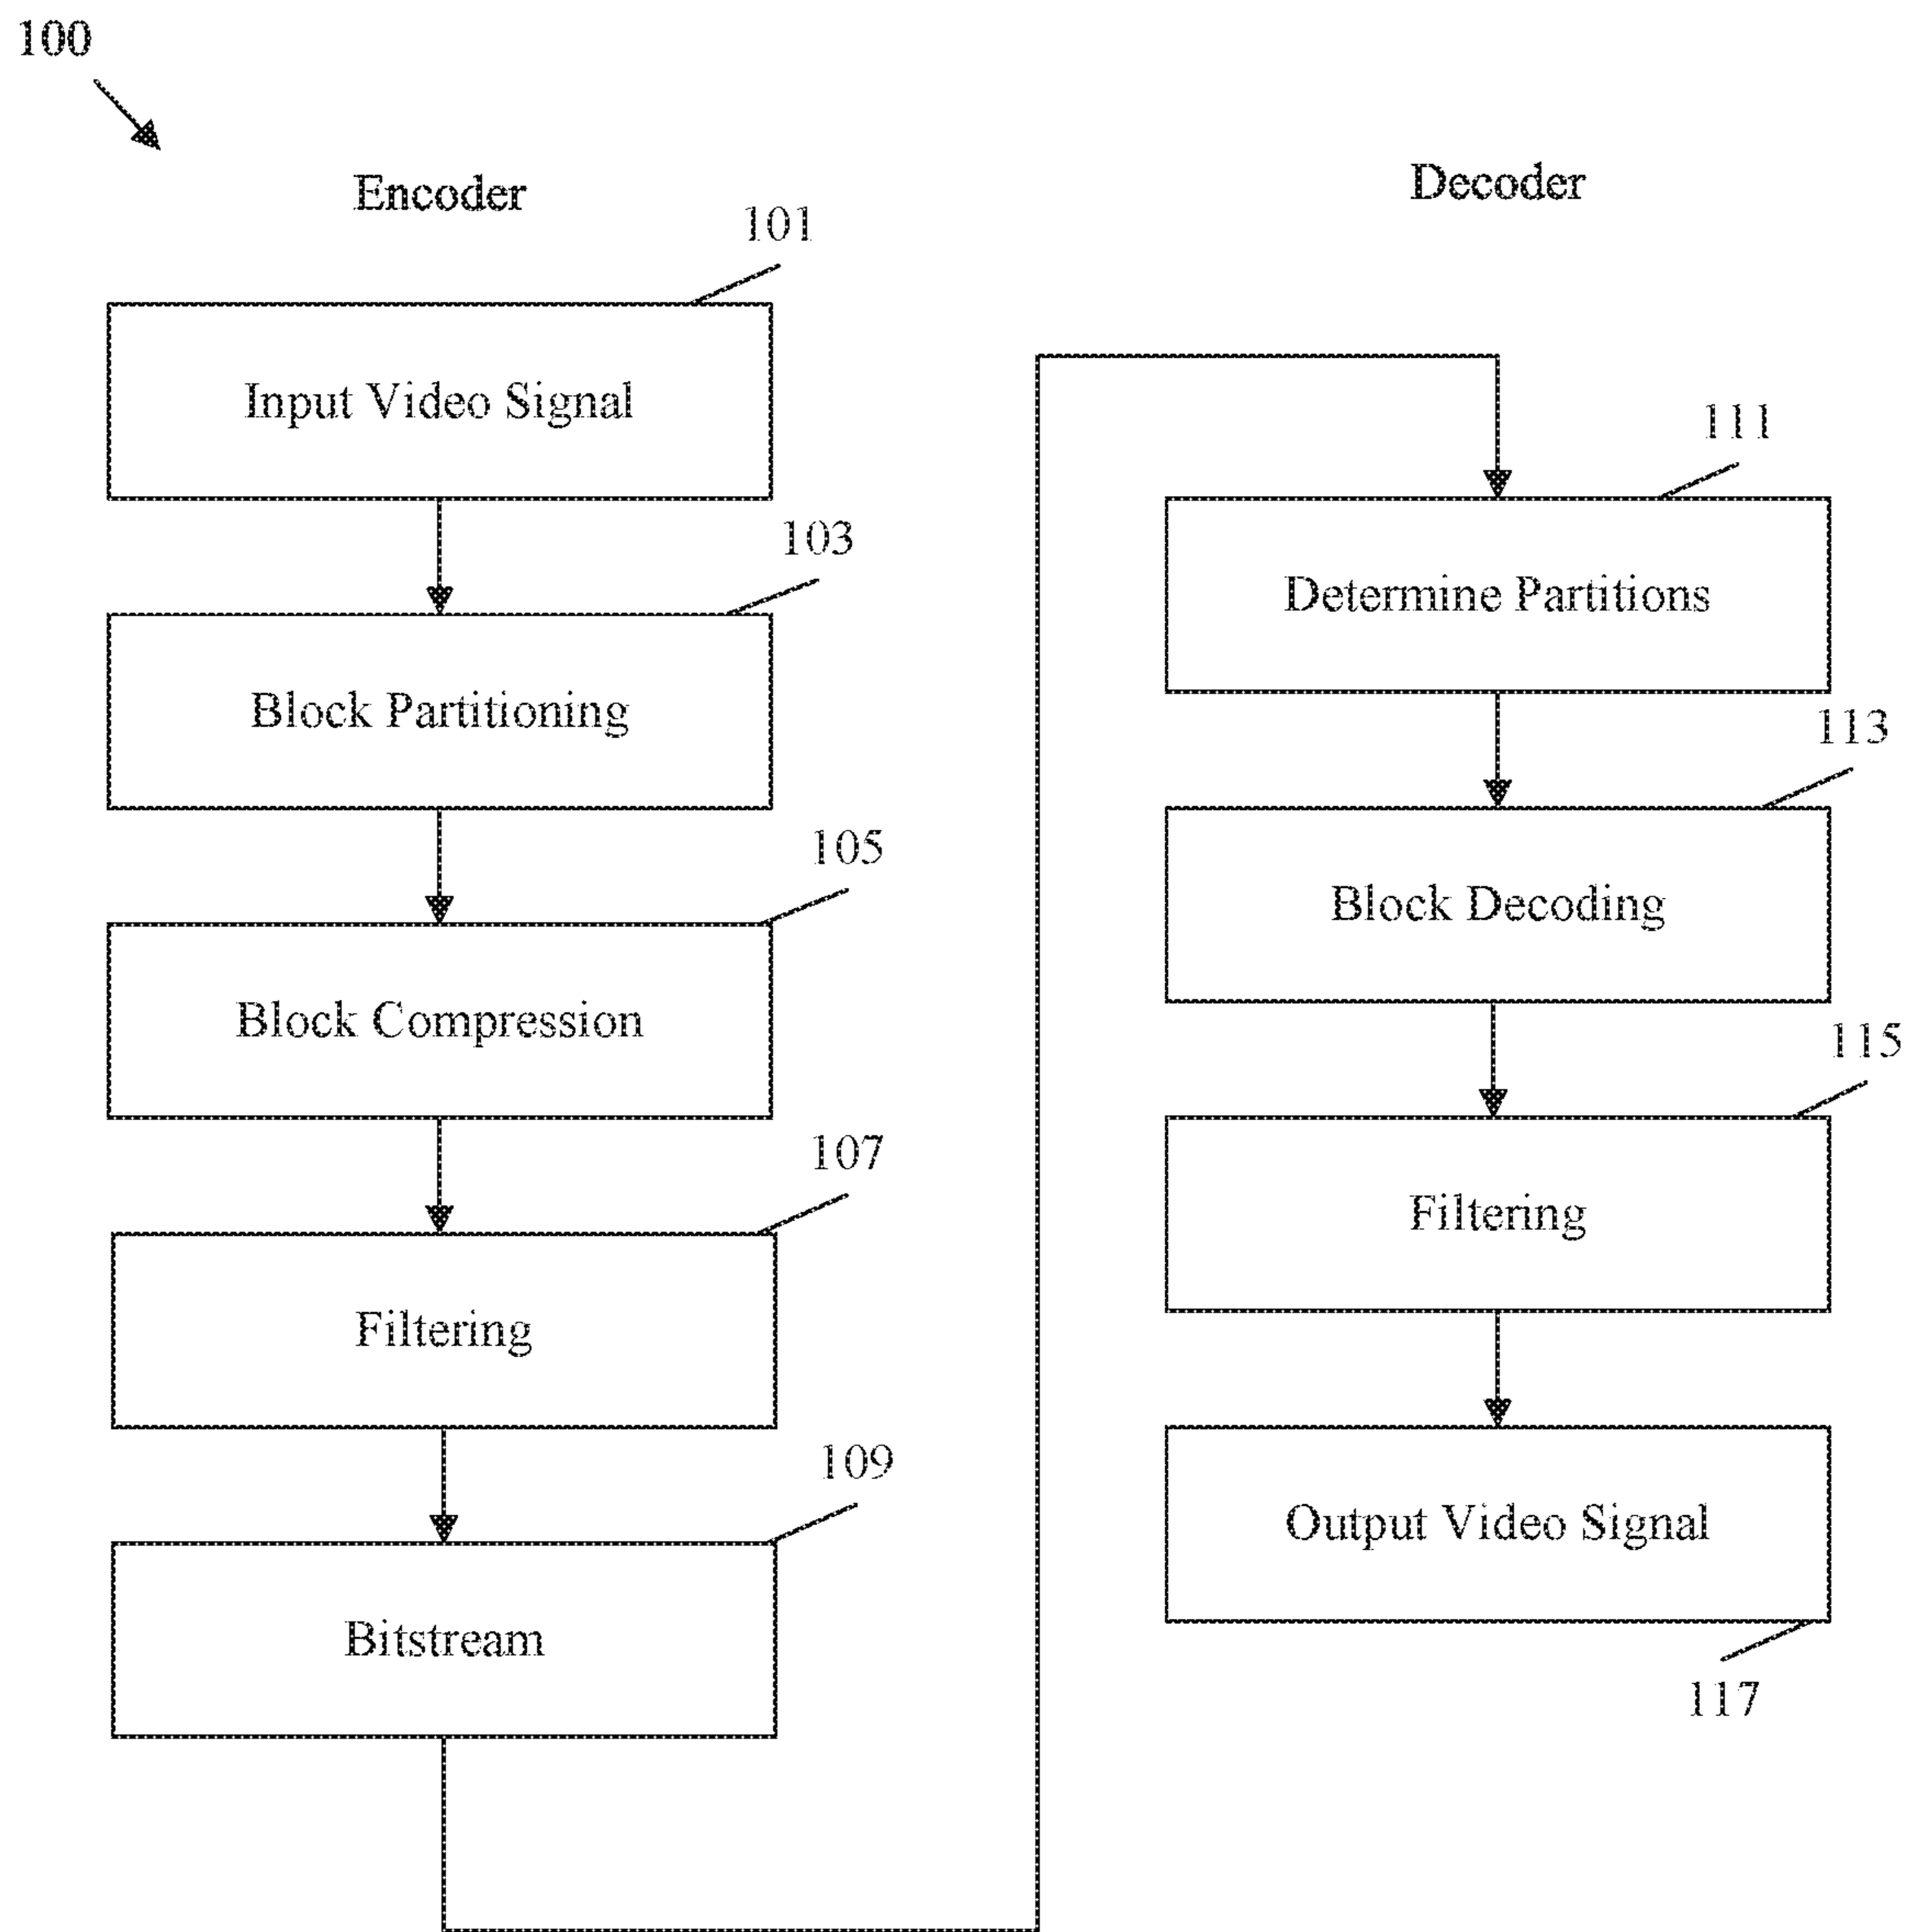 100
Encoder
101
Input Video Signal
103
Block Partitioning
105
Block Compression
107
Filtering
109
Bitstream
Decoder
111
Determine Partitions
113
Block Decoding
115
Filtering
Output Video Signal
117